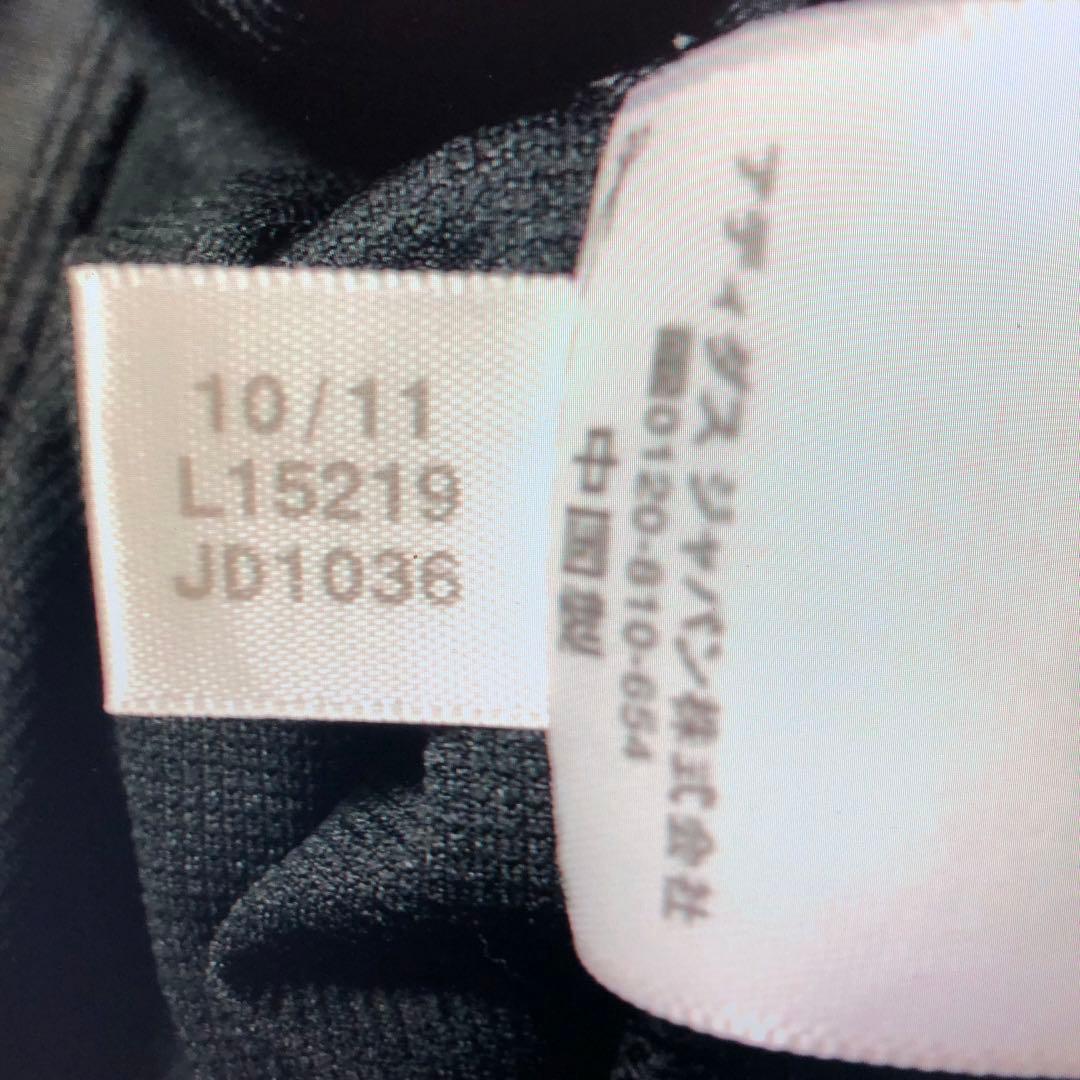 10/11
L15219
JD1036
アディダス ジャパン株式会社
0120-810-654
中国製